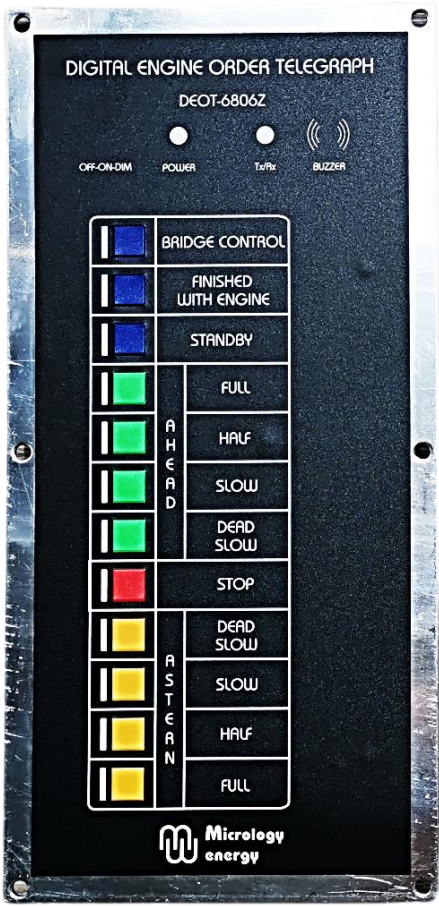 DIGITAL ENGINE ORDER TELEGRAPH
DEOT-6806Z
OFF-ON-DIM POWER Tx/Rx BUZZER
BRIDGE CONTROL
FINISHED
WITH ENGINE
STANDBY
AHEAD
FULL
HALF
SLOW
DEAD
SLOW
STOP
ASTERN
DEAD
SLOW
SLOW
HALF
FULL
Micrology
energy